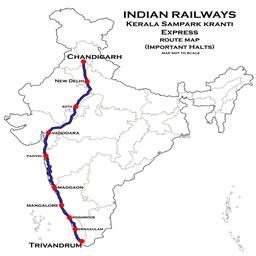 INDIAN RAILWAYS
KERALA SAMPARK KRANTI
EXPRESS
ROUTE MAP
(IMPORTANT HALTS)
MAP NOT TO SCALE
CHANDIGARH
NEW DELHI
KOTA
VADODARA
PANVEL
MADGAON
MANGALORE
KOZHIKODE
ERNAKULAM
TRIVANDRUM